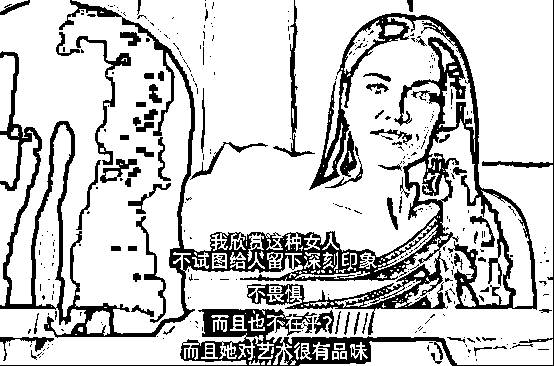 我欣赏这种女人
不试图给人留下深刻印象
不畏惧
而且也不在乎?
而且她对艺术很有品味